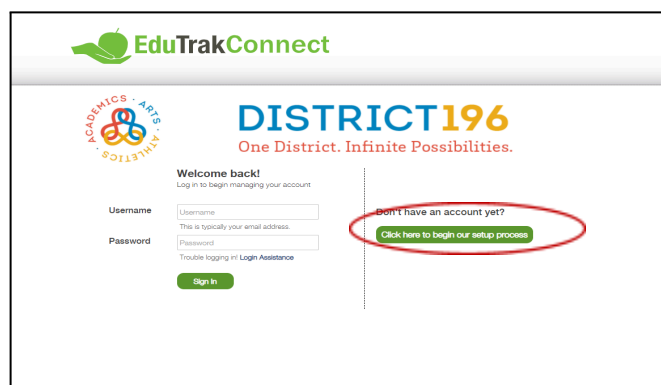 EduTrakConnect
ACADEMICS · ARTS · ATHLETICS ·
DISTRICT196
One District. Infinite Possibilities.
Welcome back!
Log in to begin managing your account
Don't have an account yet?
Username
Username
This is typically your email address.
Click here to begin our setup process
Password
Password
Trouble logging in! Login Assistance
Sign In